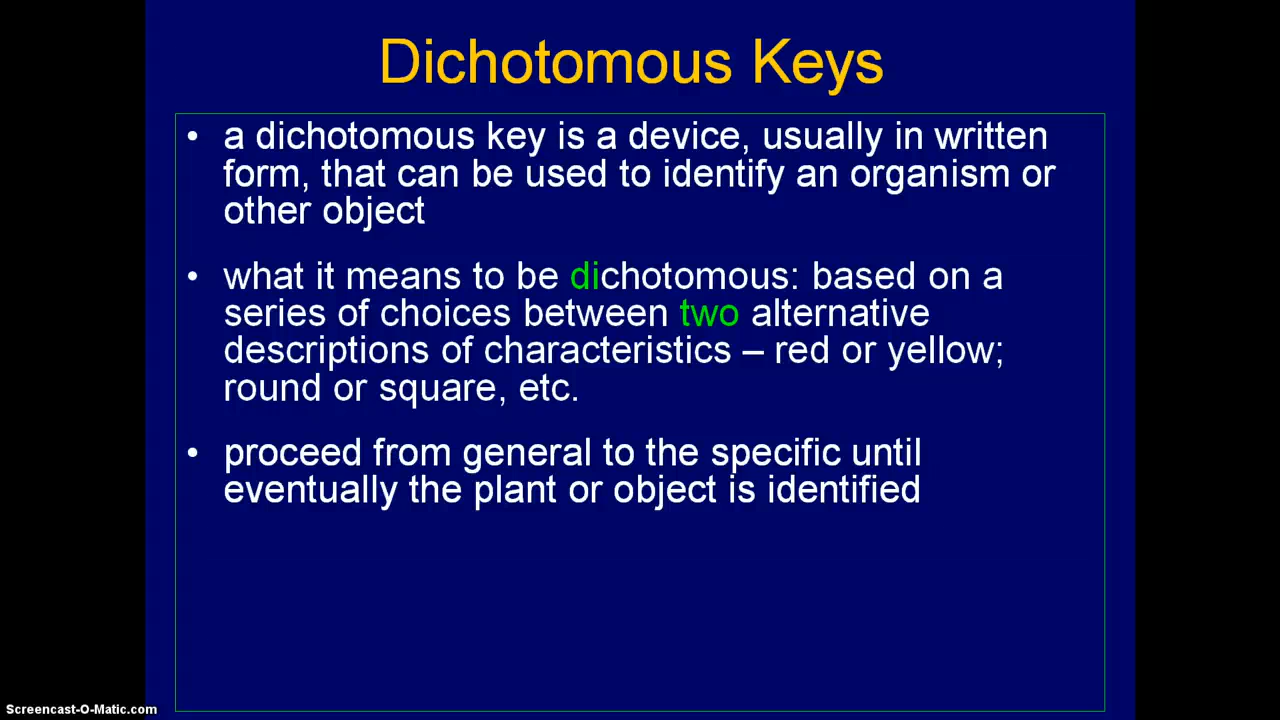 Dichotomous Keys
• a dichotomous key is a device, usually in written
form, that can be used to identify an organism or
other object
• what it means to be dichotomous: based on a
series of choices between two alternative
descriptions of characteristics – red or yellow;
round or square, etc.
• proceed from general to the specific until
eventually the plant or object is identified
Screencast-O-Matic.com